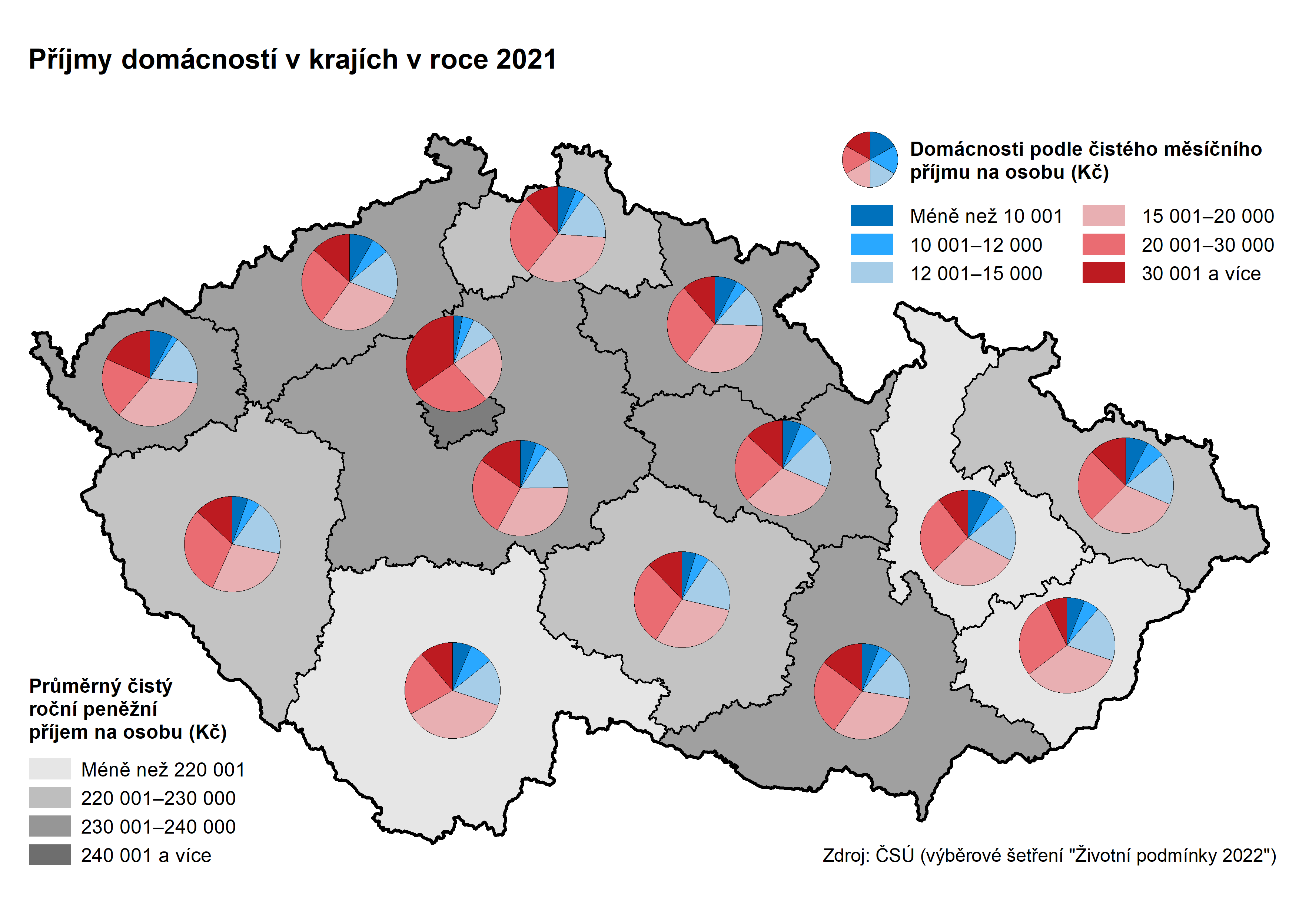 Příjmy domácností v krajích v roce 2021
Domácnosti podle čistého měsíčního
příjmu na osobu (Kč)
Méně než 10 001
10 001–12 000
12 001–15 000
15 001–20 000
20 001–30 000
30 001 a více
Průměrný čistý
roční peněžní
příjem na osobu (Kč)
Méně než 220 001
220 001–230 000
230 001–240 000
240 001 a více
Zdroj: ČSÚ (výběrové šetření "Životní podmínky 2022")